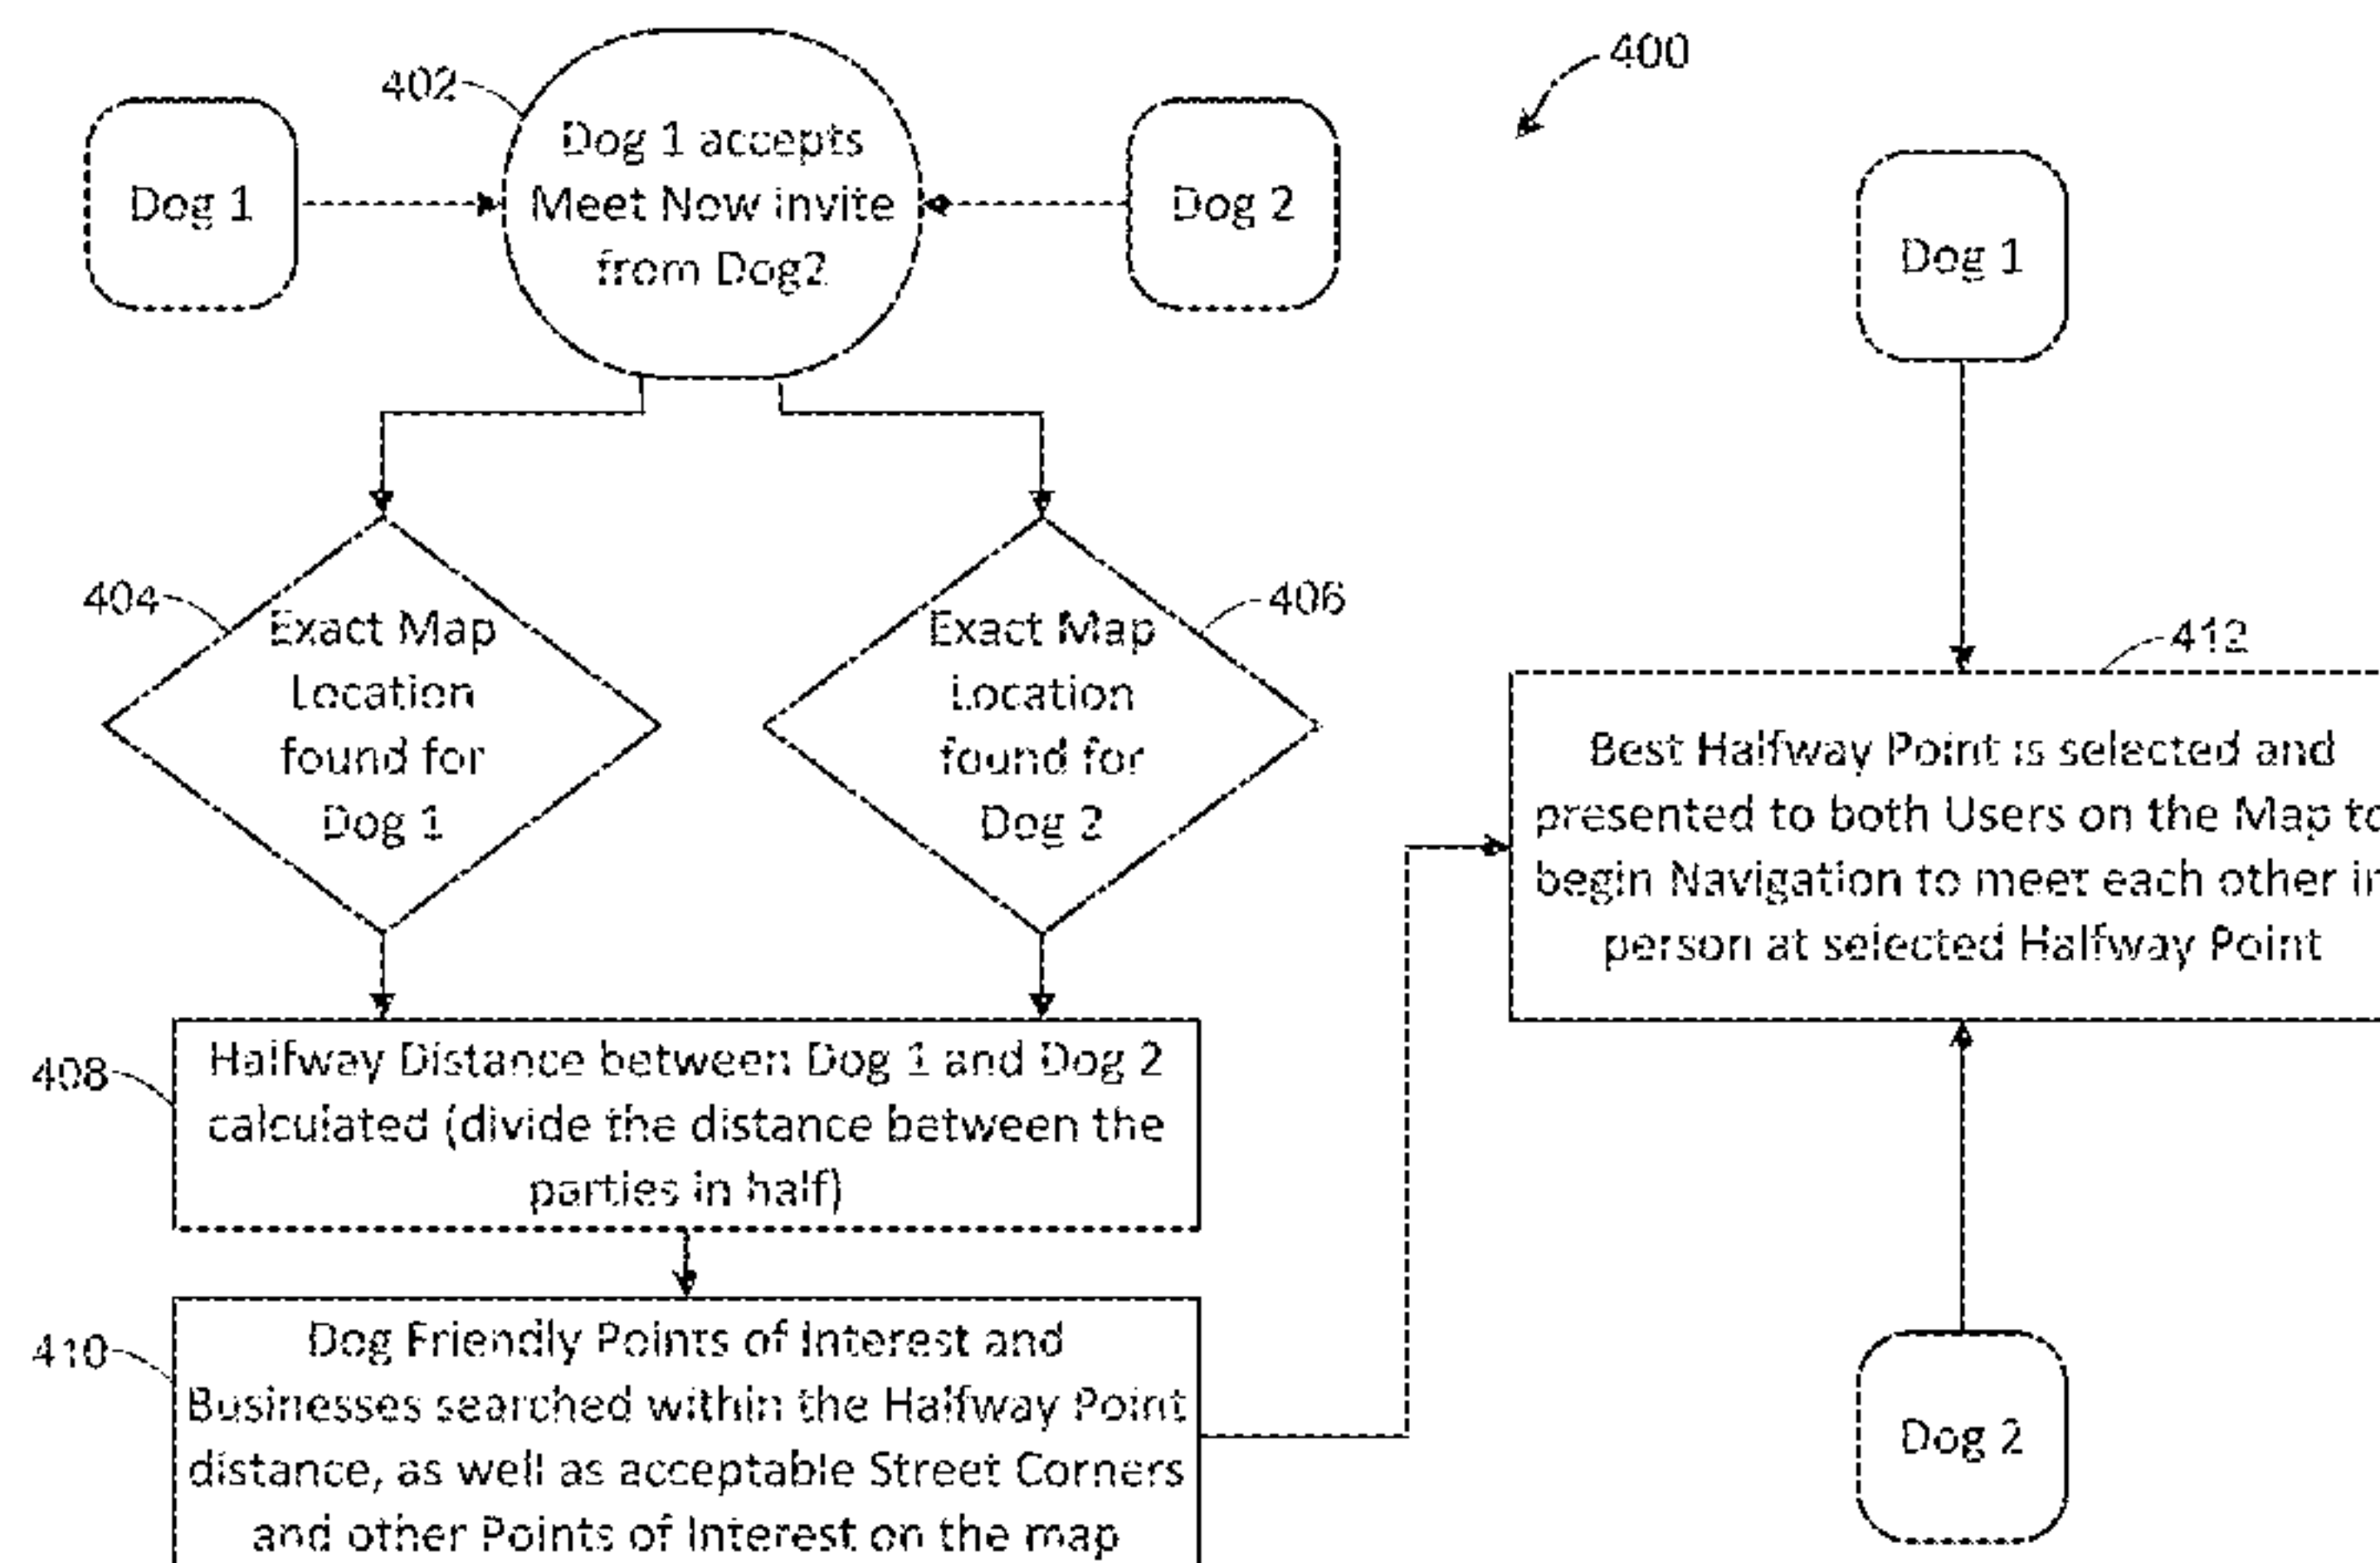 400
402
Dog 1
Dog 1 accepts
Meet Now invite
from Dog2
Dog 2
404
Exact Map
Location
found for
Dog 1
406
Exact Map
Location
found for
Dog 2
408
Halfway Distance between Dog 1 and Dog 2
calculated (divide the distance between the
parties in half)
410
Dog Friendly Points of Interest and
Businesses searched within the Halfway Point
distance, as well as acceptable Street Corners
and other Points of Interest on the map
Dog 1
412
Best Halfway Point is selected and
presented to both Users on the Map to
begin Navigation to meet each other in
person at selected Halfway Point
Dog 2